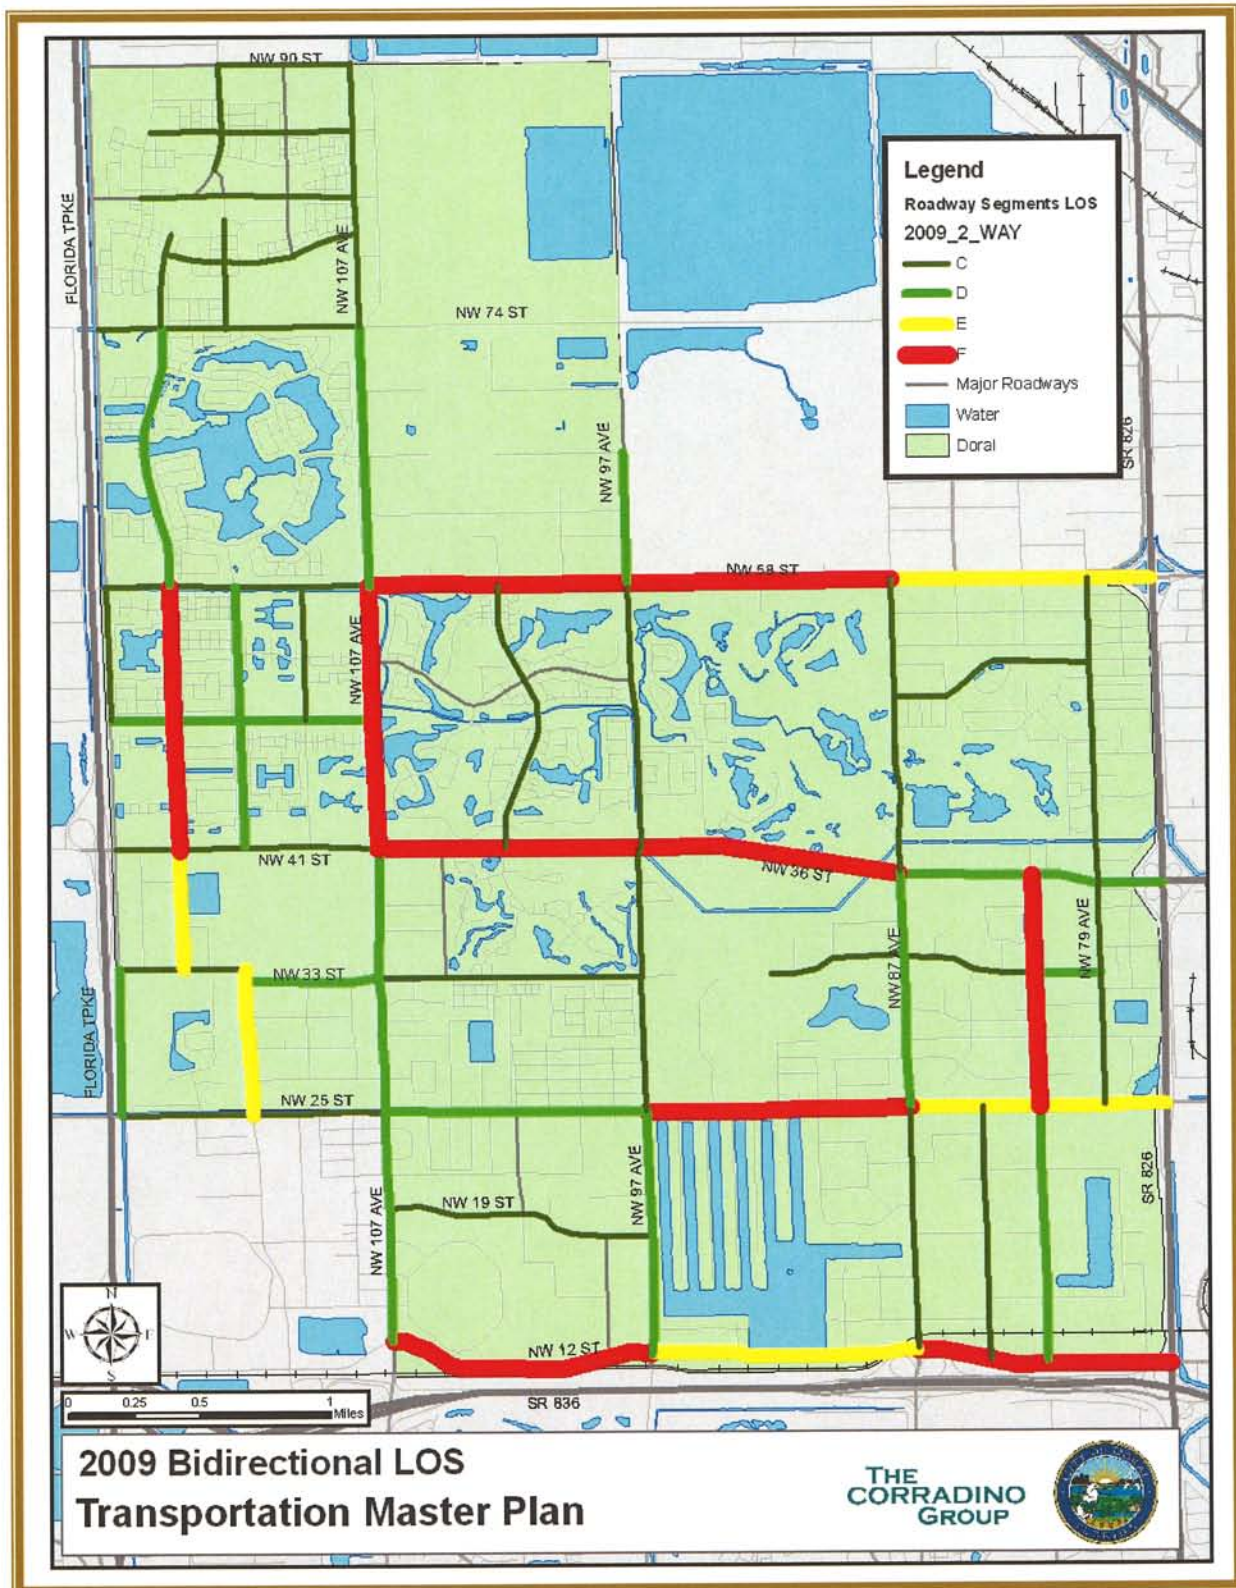 NW 90 ST
FLORIDA TPKE
NW 107 AVE
NW 74 ST
Legend
Roadway Segments LOS
2009_2_WAY
C
D
E
F
Major Roadways
Water
Doral
SR 826
NW 97 AVE
NW 58 ST
NW 107 AVE
NW 41 ST
NW 36 ST
NW 79 AVE
NW 87 AVE
NW 33 ST
FLORIDA TPKE
NW 25 ST
NW 97 AVE
SR 826
NW 19 ST
NW 107 AVE
N
W E
S
NW 12 ST
0 0.25 0.5 1
Miles
SR 836
2009 Bidirectional LOS
Transportation Master Plan
THE
CORRADINO
GROUP